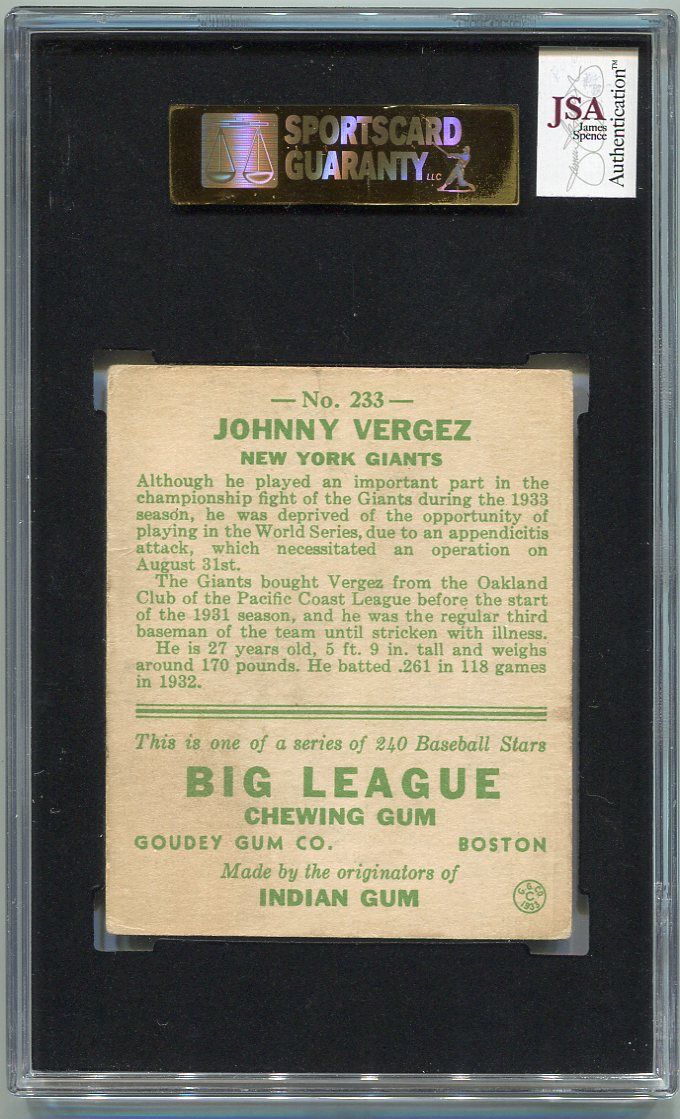 SPORTSCARD
GUARANTY LLC
JSA
James
Spence
Authentication™
— No. 233 —
JOHNNY VERGEZ
NEW YORK GIANTS
Although he played an important part in the
championship fight of the Giants during the 1933
season, he was deprived of the opportunity of
playing in the World Series, due to an appendicitis
attack, which necessitated an operation on
August 31st.
The Giants bought Vergez from the Oakland
Club of the Pacific Coast League before the start
of the 1931 season, and he was the regular third
baseman of the team until stricken with illness.
He is 27 years old, 5 ft. 9 in. tall and weighs
around 170 pounds. He batted .261 in 118 games
in 1932.
This is one of a series of 240 Baseball Stars
BIG LEAGUE
CHEWING GUM
GOUDEY GUM CO. BOSTON
Made by the originators of
INDIAN GUM
G.G.CO.
C
1933